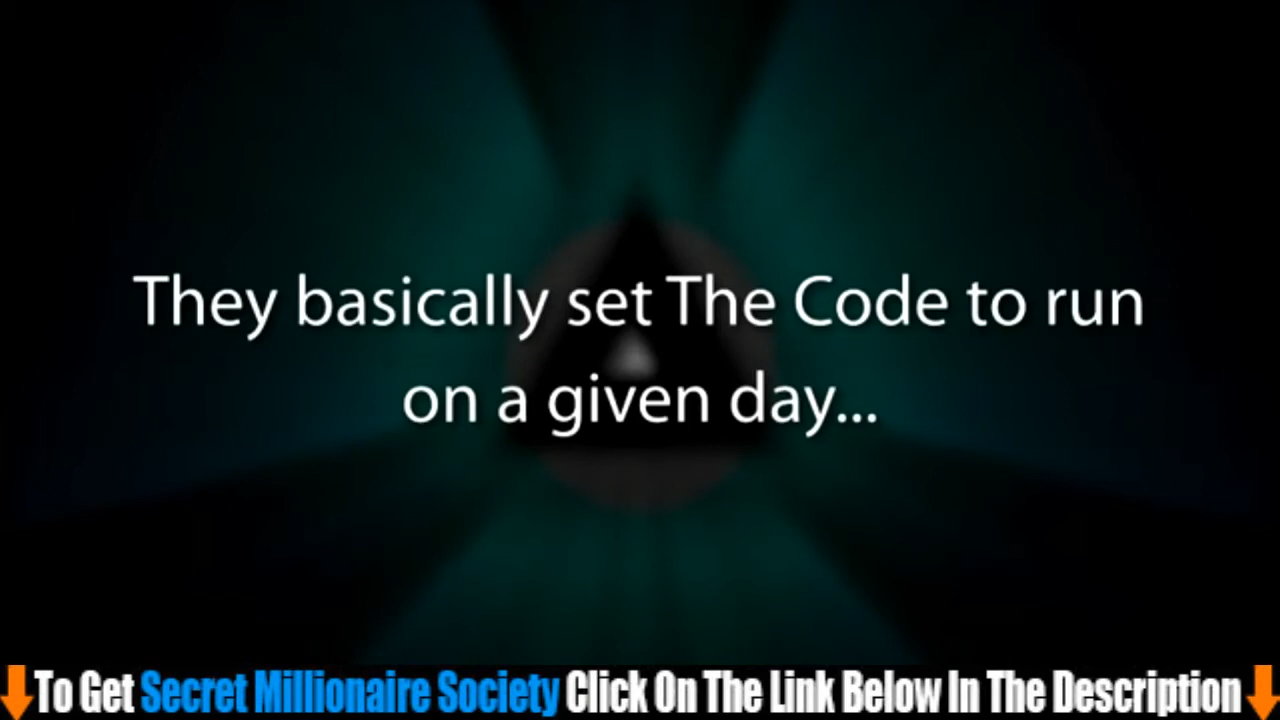 They basically set The Code to run
on a given day...
To Get Secret Millionaire Society Click On The Link Below In The Description